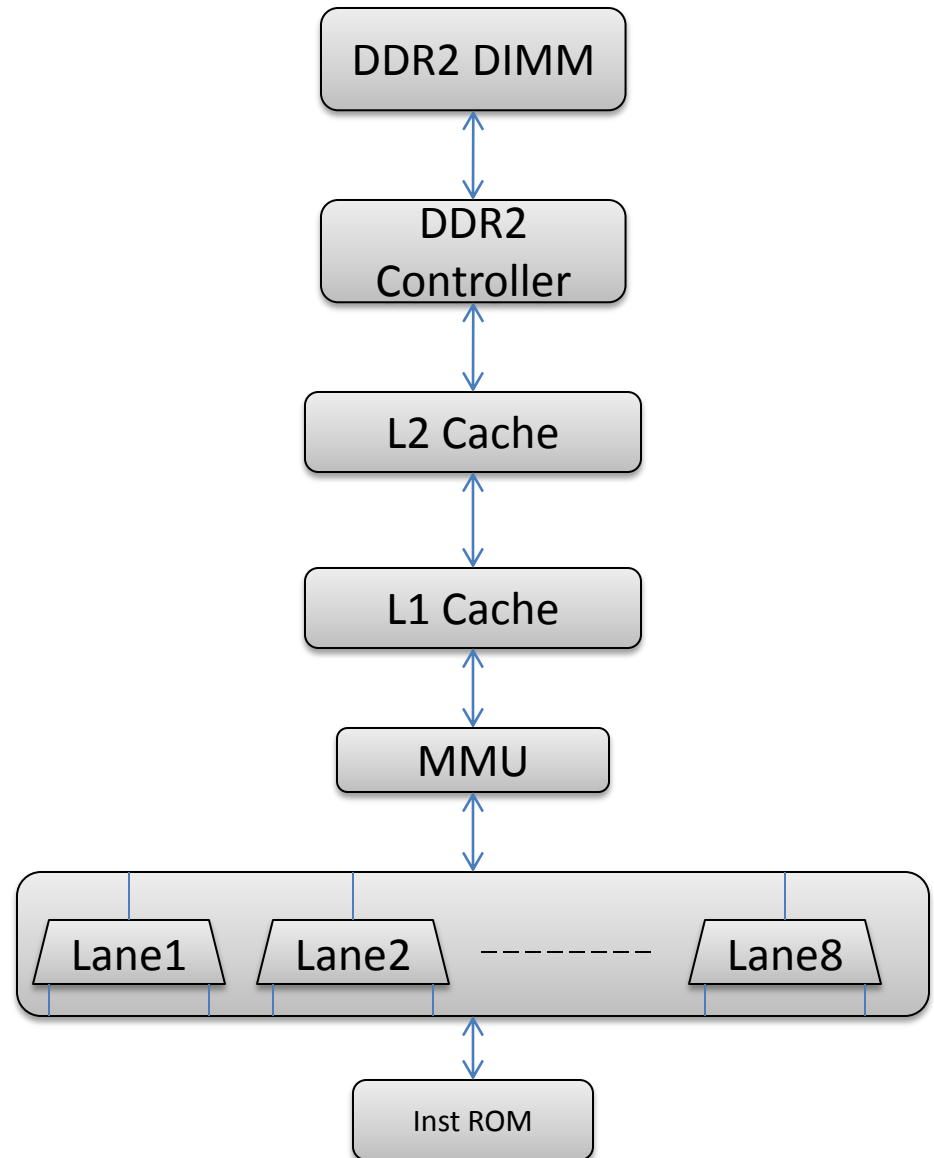 DDR2 DIMM
DDR2
Controller
L2 Cache
L1 Cache
MMU
Lane1 Lane2 Lane8
Inst ROM